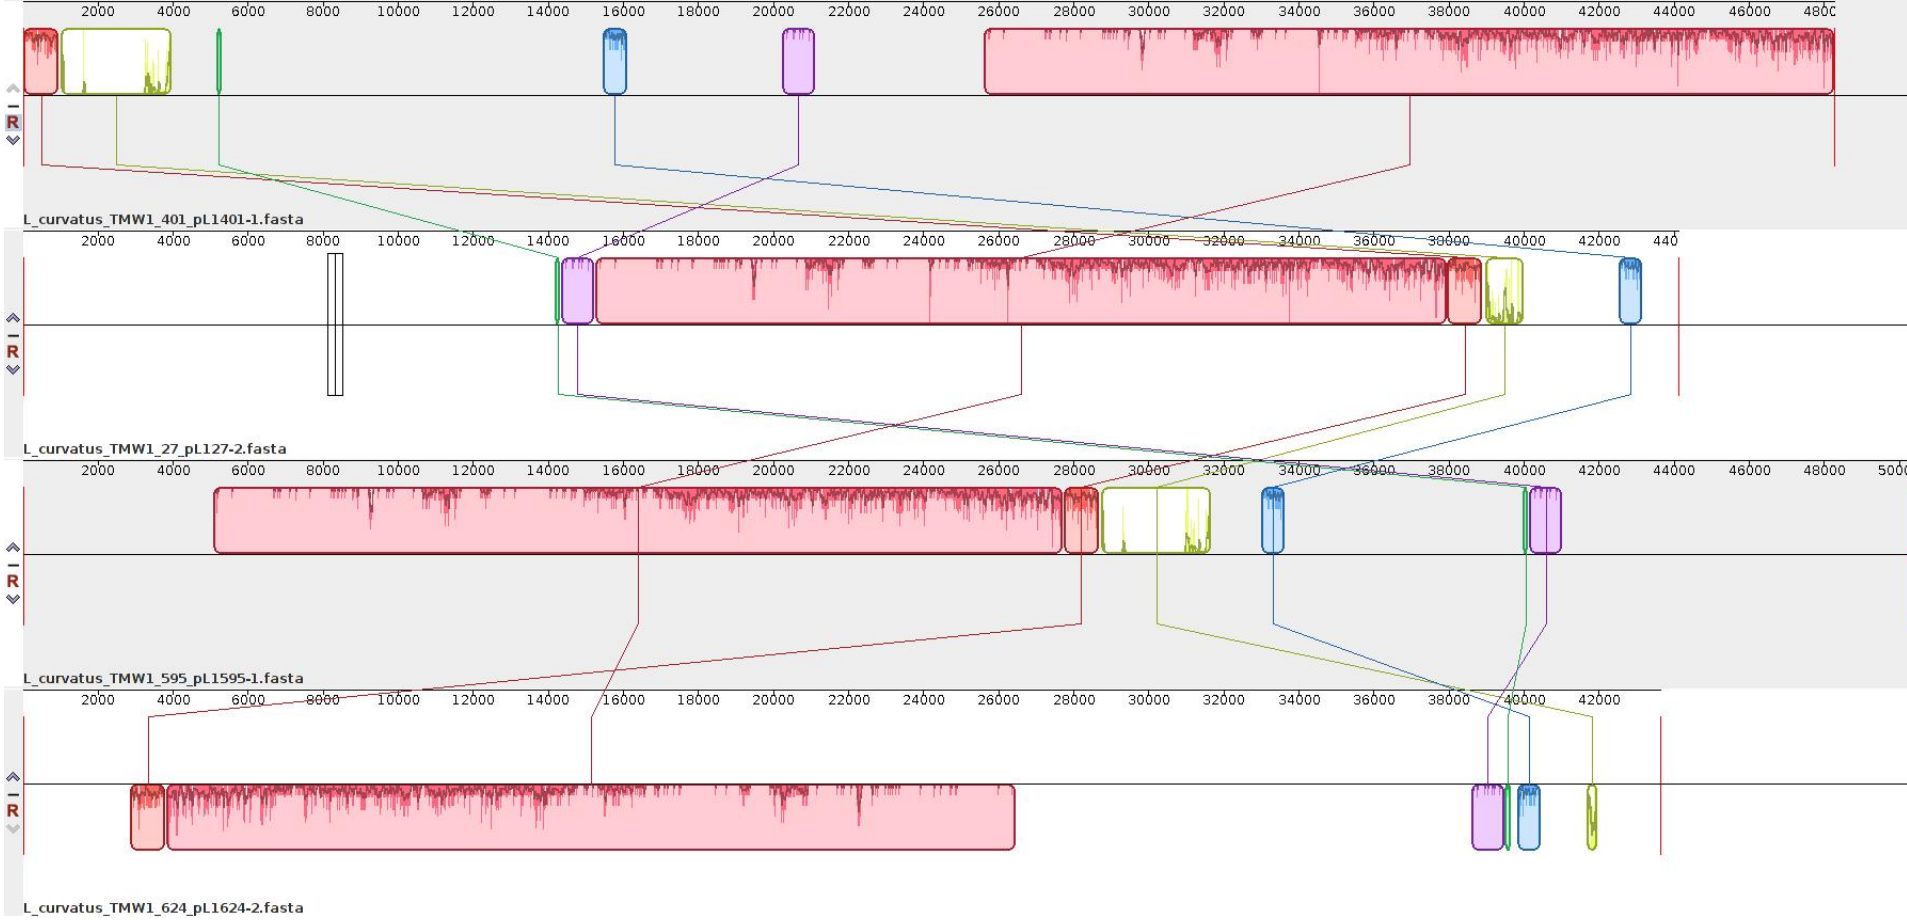 2000 4000 6000 8000 10000 12000 14000 16000 18000 20000 22000 24000 26000 28000 30000 32000 34000 36000 38000 40000 42000 44000 46000 480
R
L_curvatus_TMW1_401_pL1401-1.fasta
2000 4000 6000 8000 10000 12000 14000 16000 18000 20000 22000 24000 26000 28000 30000 32000 34000 36000 38000 40000 42000 440
R
L_curvatus_TMW1_27_pL127-2.fasta
2000 4000 6000 8000 10000 12000 14000 16000 18000 20000 22000 24000 26000 28000 30000 32000 34000 36000 38000 40000 42000 44000 46000 48000 5000
R
L_curvatus_TMW1_595_pL1595-1.fasta
2000 4000 6000 8000 10000 12000 14000 16000 18000 20000 22000 24000 26000 28000 30000 32000 34000 36000 38000 40000 42000
R
L_curvatus_TMW1_624_pL1624-2.fasta